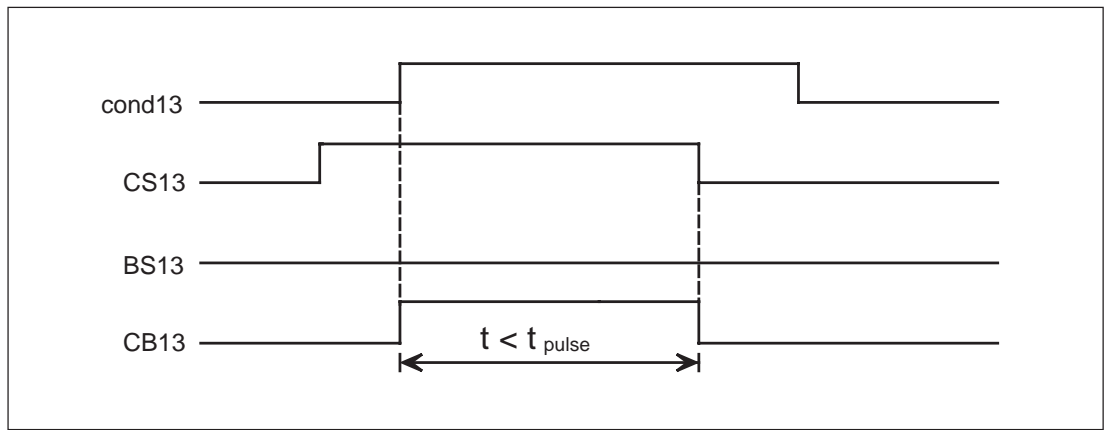 cond13
CS13
BS13
CB13
t < t pulse